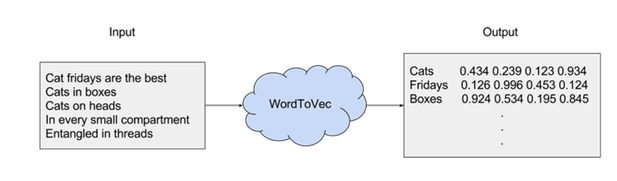 Input
Output
Cat fridays are the best
Cats in boxes
Cats on heads
In every small compartment
Entangled in threads
WordToVec
Cats 0.434 0.239 0.123 0.934
Fridays 0.126 0.996 0.453 0.124
Boxes 0.924 0.534 0.195 0.845
.
.
.